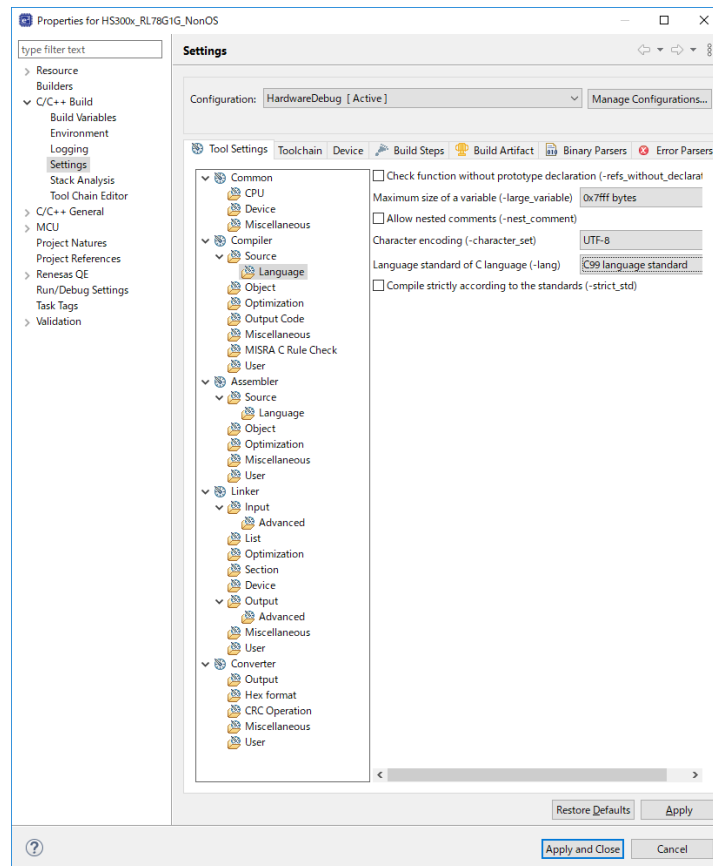 Properties for HS300x_RL78G1G_NonOS
type filter text
Resource
Builders
C/C++ Build
Build Variables
Environment
Logging
Settings
Stack Analysis
Tool Chain Editor
C/C++ General
MCU
Project Natures
Project References
Renesas QE
Run/Debug Settings
Task Tags
Validation
Settings
Configuration: HardwareDebug [ Active ] Manage Configurations...
Tool Settings Toolchain Device Build Steps Build Artifact Binary Parsers Error Parsers
Common
CPU
Device
Miscellaneous
Compiler
Source
Language
Object
Optimization
Output Code
Miscellaneous
MISRA C Rule Check
User
Assembler
Source
Language
Object
Optimization
Miscellaneous
User
Linker
Input
Advanced
List
Optimization
Section
Device
Output
Advanced
Miscellaneous
User
Converter
Output
Hex format
CRC Operation
Miscellaneous
User
Check function without prototype declaration (-refs_without_declarat
Maximum size of a variable (-large_variable) 0x7fff bytes
Allow nested comments (-nest_comment)
Character encoding (-character_set) UTF-8
Language standard of C language (-lang) C99 language standard
Compile strictly according to the standards (-strict_std)
Restore Defaults Apply
? Apply and Close Cancel